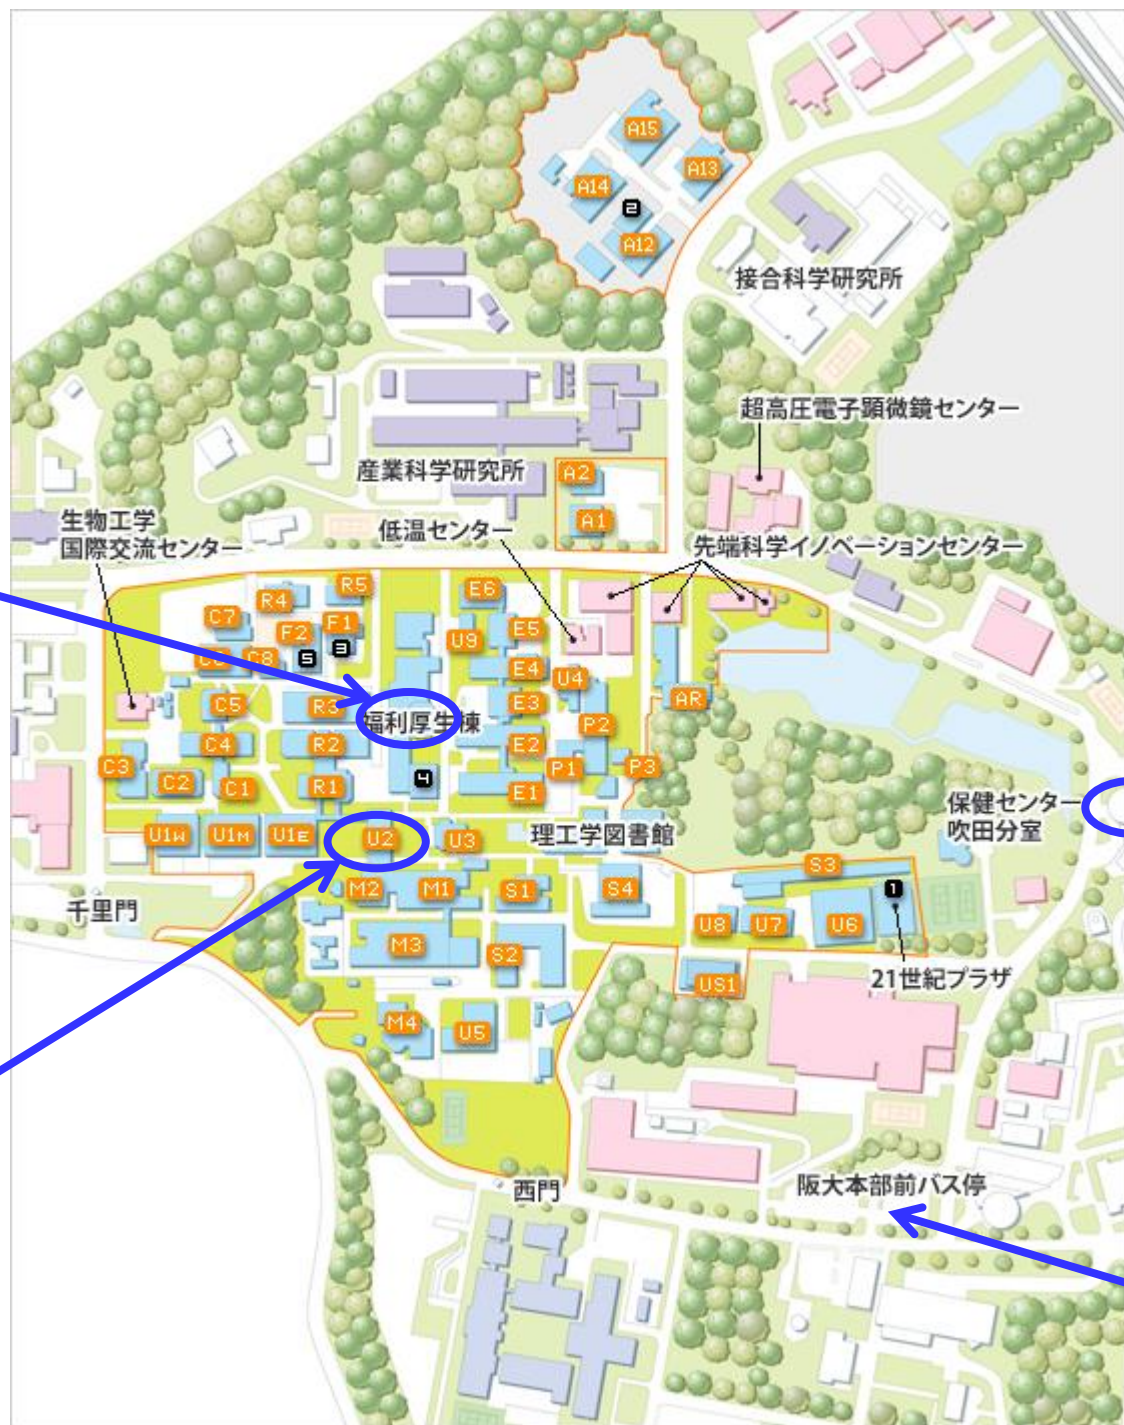 A15
A13
A14
2
A12
接合科学研究所
超高圧電子顕微鏡センター
産業科学研究所
A2
A1
生物工学
国際交流センター
低温センター
先端科学イノベーションセンター
R5
R4
E6
C7
F2
F1
U9
E5
5
3
C8
E4
U4
C5
R3
E3
AR
福利厚生棟
P2
C4
R2
E2
C3
P1
P3
C2
C1
R1
4
E1
保健センター
吹田分室
U1W
U1M
U1E
U2
U3
理工学図書館
S3
M2
M1
S1
S4
1
千里門
U8
U7
U6
M3
S2
21世紀プラザ
US1
M4
U5
西門
阪大本部前バス停